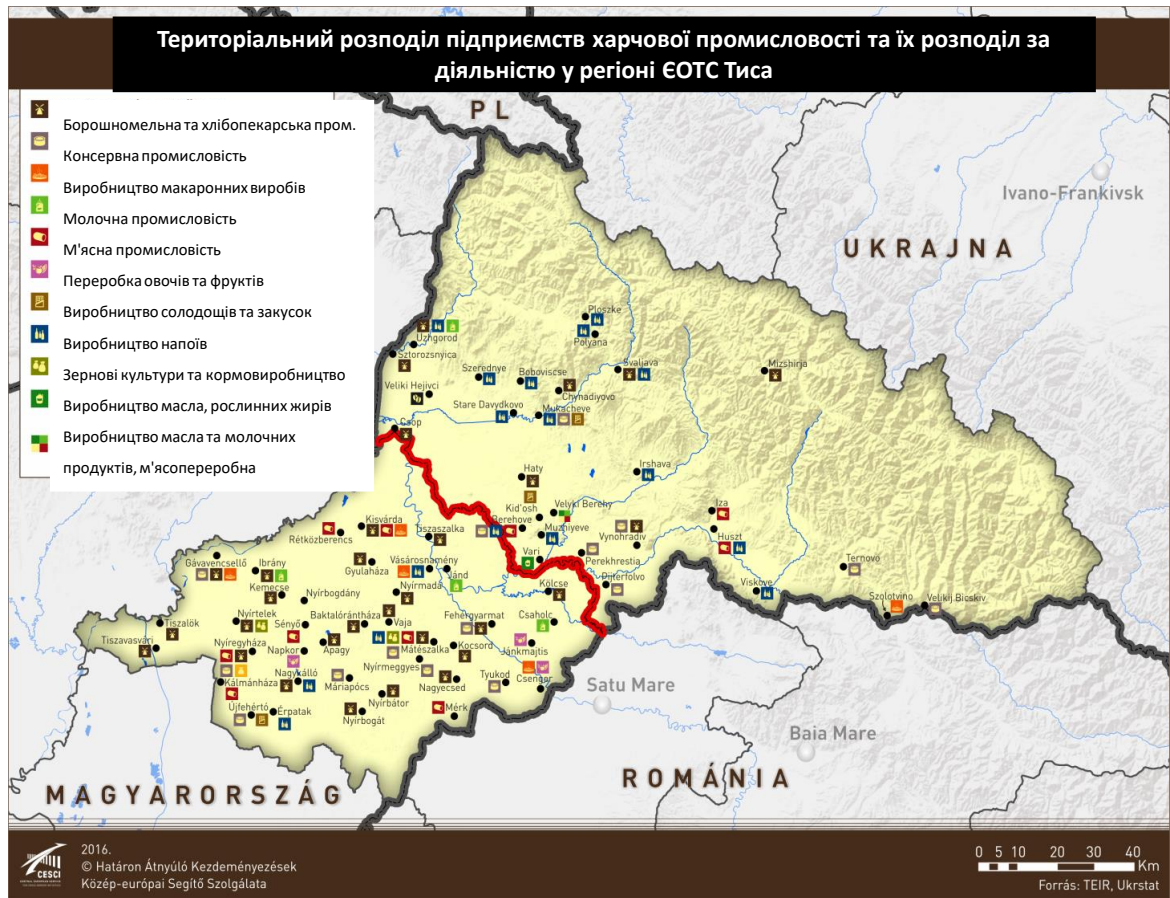 Територіальний розподіл підприємств харчової промисловості та їх розподіл за
діяльністю у регіоні ЄОТС Тиса
Борошномельна та хлібопекарська пром.
Консервна промисловість
Виробництво макаронних виробів
Молочна промисловість
М'ясна промисловість
Переробка овочів та фруктів
Виробництво солодощів та закусок
Виробництво напоїв
Зернові культури та кормовиробництво
Виробництво масла, рослинних жирів
Виробництво масла та молочних
продуктів, м'ясопереробна
PL
Ivano-Frankivsk
UKRAJNA
Ploszke
Polyana
Uzhgorod
Sztorozsnyica
Szerednye
Boboviscse
Svaljava
Mizshirja
Veliki Hejivci
Chynadiyovo
Stare Davydkovo
Mukacheve
Csop
Haty
Irshava
Kid'osh
Velyki Berehy
Iza
Kisvárda
Tiszaszalka
Berehove
Muzhiyeve
Vynohradiv
Huszt
Rétközberencs
Vari
Perekhrestia
Ternovo
Gávavencsellő
Ibrány
Gyulaháza
Vásárosnamény
Jánd
Kölcse
Diiterfolvo
Viskove
Szolotvino
Velikij Bicskiv
Kemecse
Nyírbogdány
Nyírmada
Tiszalök
Nyírtelek
Sényő
Baktalórántháza
Vaja
Fehérgyarmat
Csaholc
Tiszavasvári
Nyíregyháza
Napkor
Apagy
Mátészalka
Kocsord
Jánkmajtis
Kálmánháza
Nagykálló
Máriapócs
Nyírmeggyes
Nagyecsed
Tyukod
Csenger
Satu Mare
Újfehértó
Érpatak
Nyírbátor
Nyírbogát
Mérk
Baia Mare
ROMÁNIA
MAGYARORSZÁG
CESCI
2016.
© Határon Átnyúló Kezdeményezések
Közép-európai Segítő Szolgálata
0 5 10 20 30 40
Km
Forrás: TEIR, Ukrstat